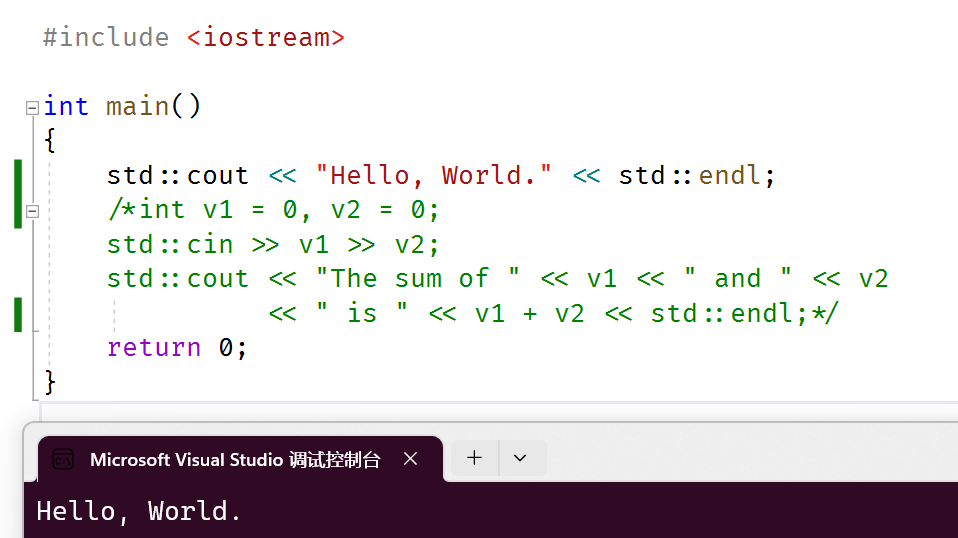 #include <iostream>
int main()
{
    std::cout << "Hello, World." << std::endl;
    /*int v1 = 0, v2 = 0;
    std::cin >> v1 >> v2;
    std::cout << "The sum of " << v1 << " and " << v2
              << " is " << v1 + v2 << std::endl;*/
    return 0;
}
Microsoft Visual Studio 调试控制台
Hello, World.